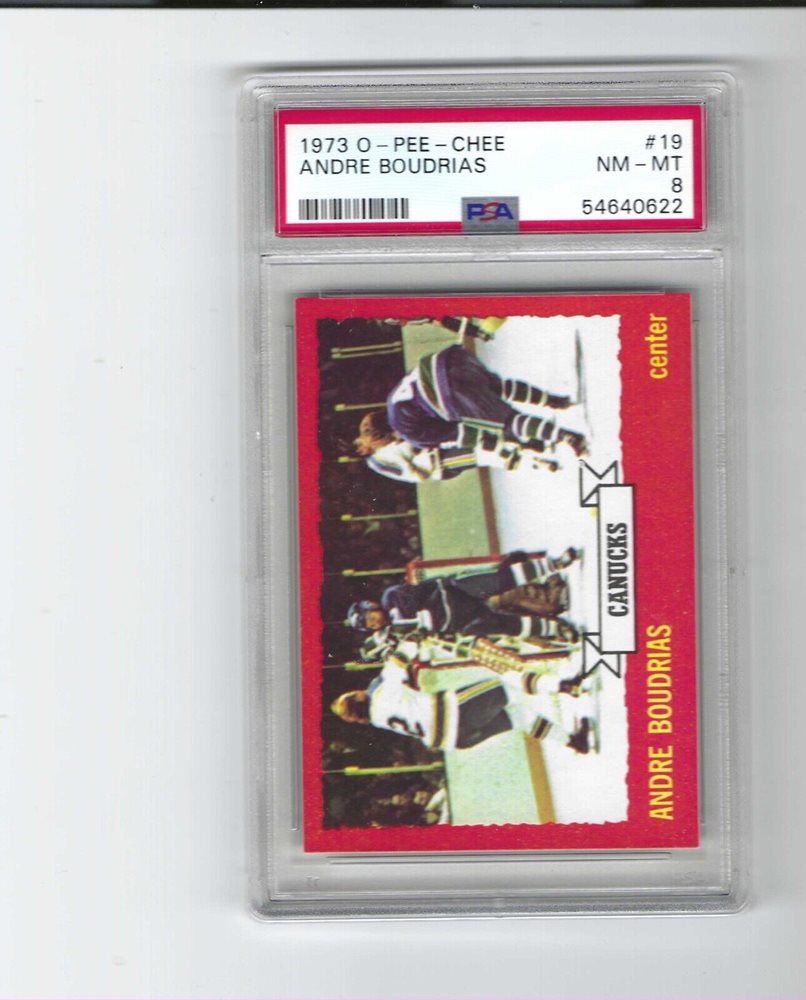 1973 O-PEE-CHEE #19
ANDRE BOUDRIAS NM-MT
8
PSA 54640622
center
CANUCKS
ANDRE BOUDRIAS